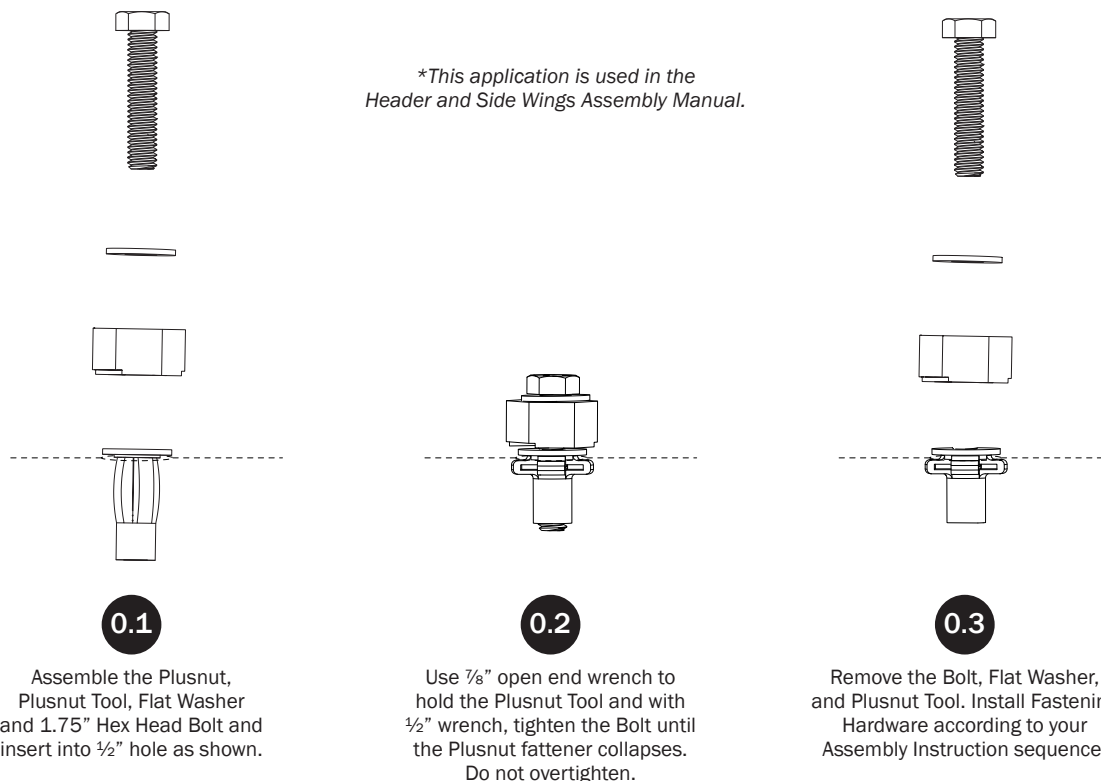 *This application is used in the
Header and Side Wings Assembly Manual.
0.1
Assemble the Plusnut,
Plusnut Tool, Flat Washer
and 1.75” Hex Head Bolt and
insert into ½” hole as shown.
0.2
Use ⅞” open end wrench to
hold the Plusnut Tool and with
½” wrench, tighten the Bolt until
the Plusnut fattener collapses.
Do not overtighten.
0.3
Remove the Bolt, Flat Washer,
and Plusnut Tool. Install Fastenin
Hardware according to your
Assembly Instruction sequence